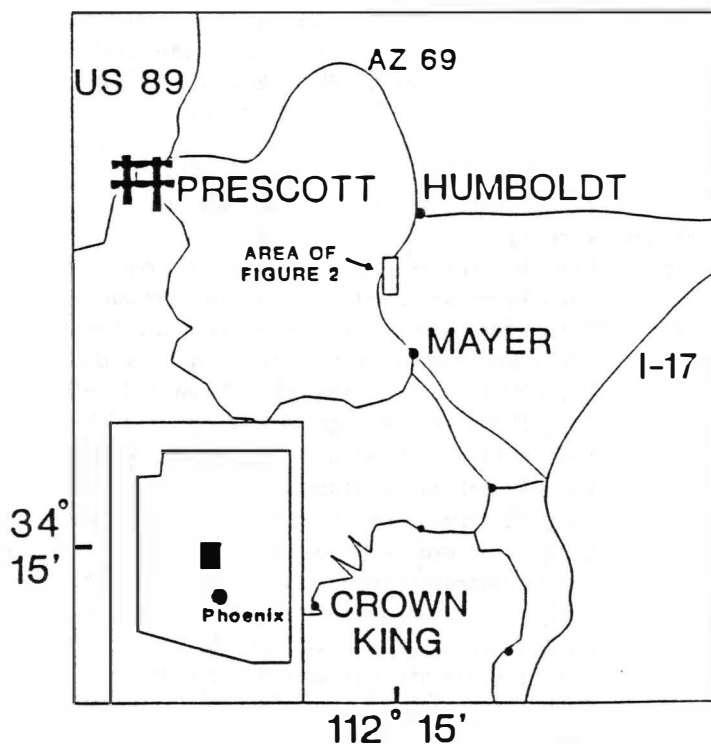 AZ 69
US 89
PRESCOTT
HUMBOLDT
AREA OF
FIGURE 2
MAYER
I-17
34°
15'
Phoenix
CROWN
KING
112° 15'